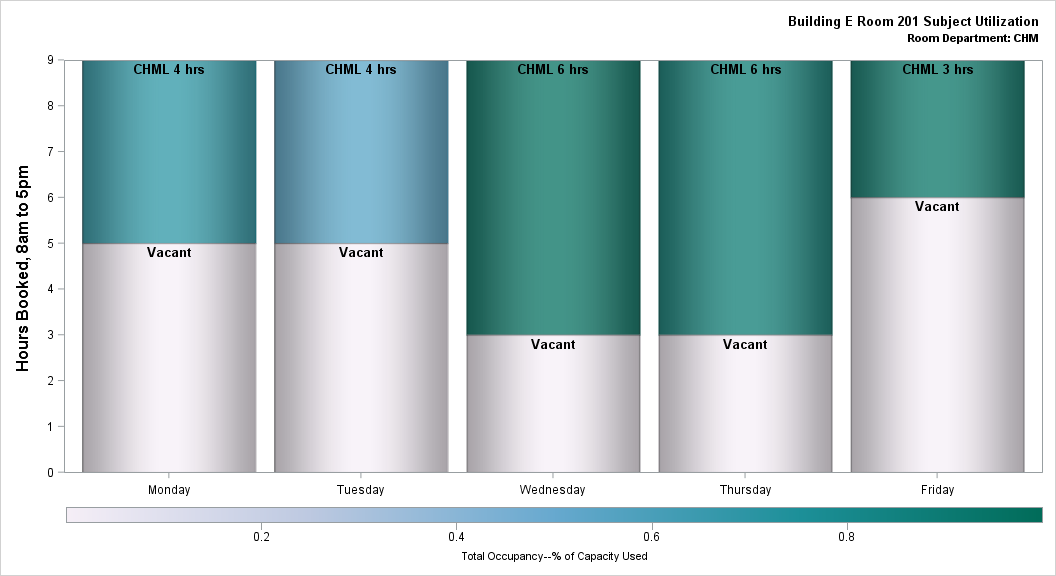 Building E Room 201 Subject Utilization
Room Department: CHM
Hours Booked, 8am to 5pm
9
8
7
6
5
4
3
2
1
0
CHML 4 hrs
CHML 4 hrs
CHML 6 hrs
CHML 6 hrs
CHML 3 hrs
Vacant
Vacant
Vacant
Vacant
Vacant
Monday
Tuesday
Wednesday
Thursday
Friday
0.2
0.4
0.6
0.8
Total Occupancy--% of Capacity Used